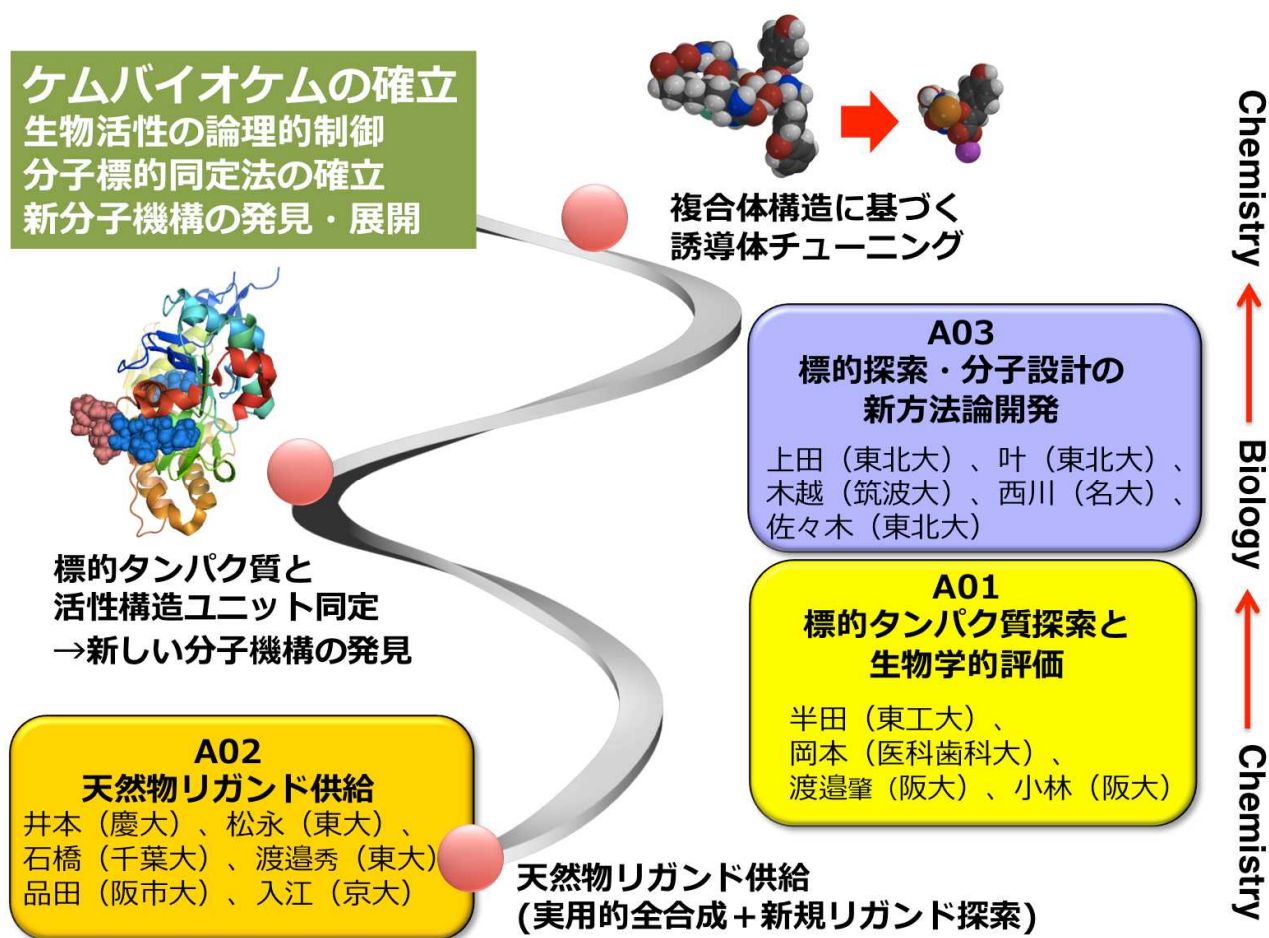 ケムバイオケムの確立
生物活性の論理的制御
分子標的同定法の確立
新分子機構の発見・展開
複合体構造に基づく
誘導体チューニング
A03
標的探索・分子設計の
新方法論開発
上田（東北大）、叶（東北大）、
木越（筑波大）、西川（名大）、
佐々木（東北大）
標的タンパク質と
活性構造ユニット同定
→新しい分子機構の発見
A01
標的タンパク質探索と
生物学的評価
半田（東工大）、
岡本（医科歯科大）、
渡邉肇（阪大）、小林（阪大）
A02
天然物リガンド供給
井本（慶大）、松永（東大）、
石橋（千葉大）、渡邉秀（東大）
品田（阪市大）、入江（京大）
天然物リガンド供給
(実用的全合成＋新規リガンド探索)
Chemistry
Biology
Chemistry